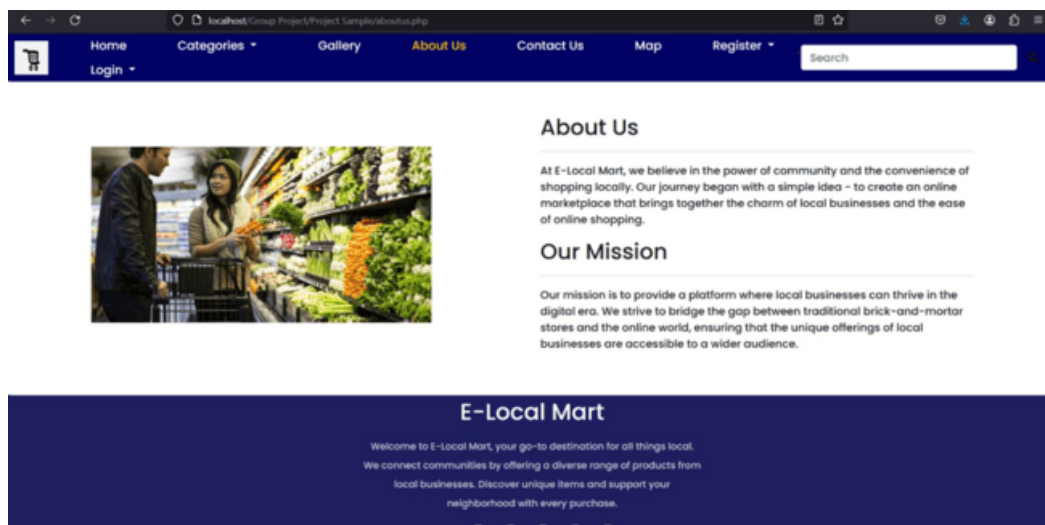 localhost/Group Project/Project Sample/aboutus.php
Home Categories Gallery About Us Contact Us Map Register Search
Login
About Us
At E-Local Mart, we believe in the power of community and the convenience of
shopping locally. Our journey began with a simple idea - to create an online
marketplace that brings together the charm of local businesses and the ease
of online shopping.
Our Mission
Our mission is to provide a platform where local businesses can thrive in the
digital era. We strive to bridge the gap between traditional brick-and-mortar
stores and the online world, ensuring that the unique offerings of local
businesses are accessible to a wider audience.
E-Local Mart
Welcome to E-Local Mart, your go-to destination for all things local.
We connect communities by offering a diverse range of products from
local businesses. Discover unique items and support your
neighborhood with every purchase.